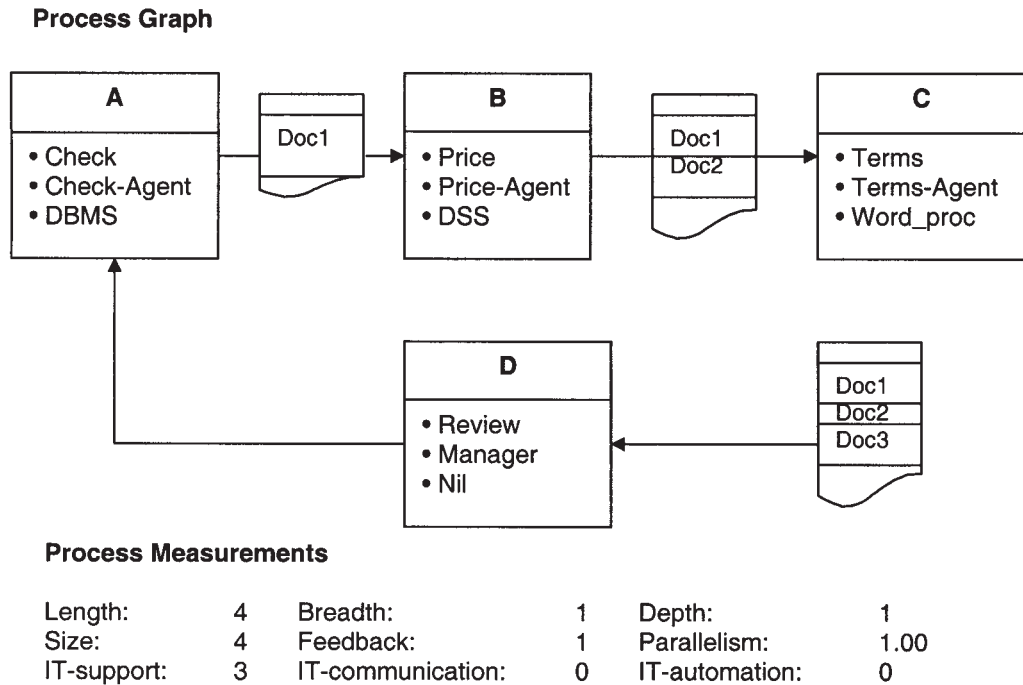 Process Graph
A
• Check
• Check-Agent
• DBMS
Doc1
B
• Price
• Price-Agent
• DSS
Doc1
Doc2
C
• Terms
• Terms-Agent
• Word_proc
D
• Review
• Manager
• Nil
Doc1
Doc2
Doc3
Process Measurements
Length: 4 Breadth: 1 Depth: 1
Size: 4 Feedback: 1 Parallelism: 1.00
IT-support: 3 IT-communication: 0 IT-automation: 0